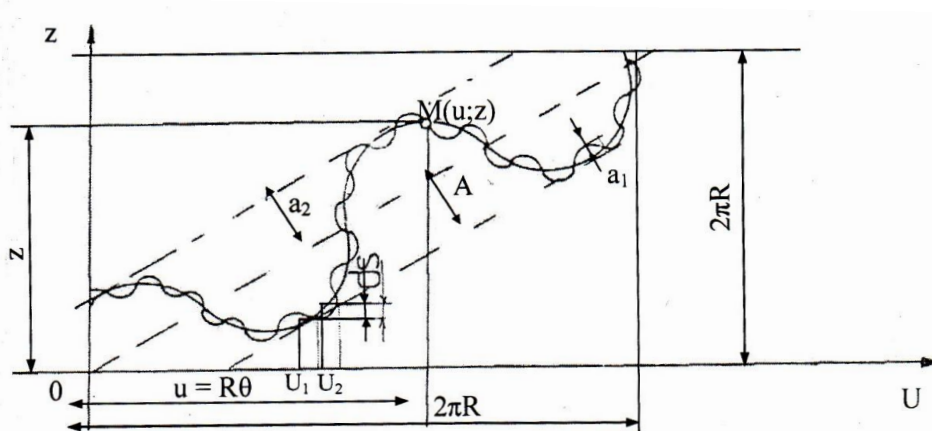 z
M(u;z)
a₁
A
a₂
2πR
z
0
u = Rθ
U₁ U₂
2πR
U